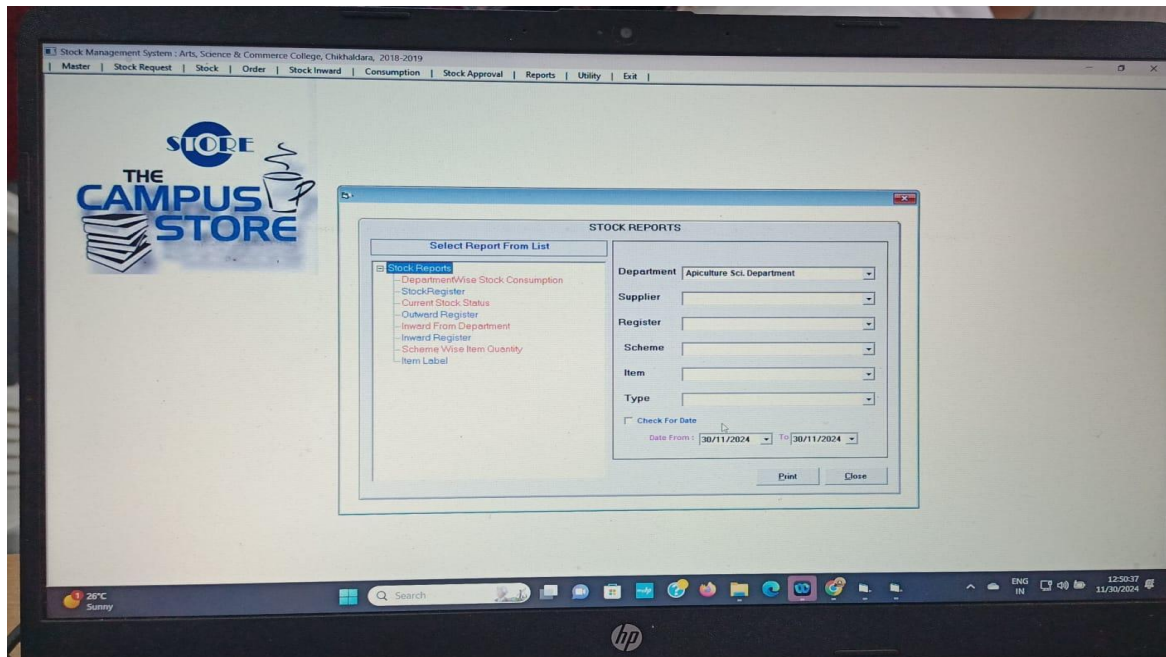 Stock Management System : Arts, Science & Commerce College, Chikhaldara, 2018-2019
| Master | Stock Request | Stock | Order | Stock Inward | Consumption | Stock Approval | Reports | Utility | Exit |
STORE
THE
CAMPUS
STORE
STOCK REPORTS
Select Report From List
Stock Reports
DepartmentWise Stock Consumption
StockRegister
Current Stock Status
Outward Register
Inward From Department
Inward Register
Scheme Wise Item Quantity
Item Label
Department Apiculture Sci. Department
Supplier
Register
Scheme
Item
Type
Check For Date
Date From : 30/11/2024 To 30/11/2024
Print Close
1 26°C
Sunny
Search
ENG
IN
12:50:37
11/30/2024
hp